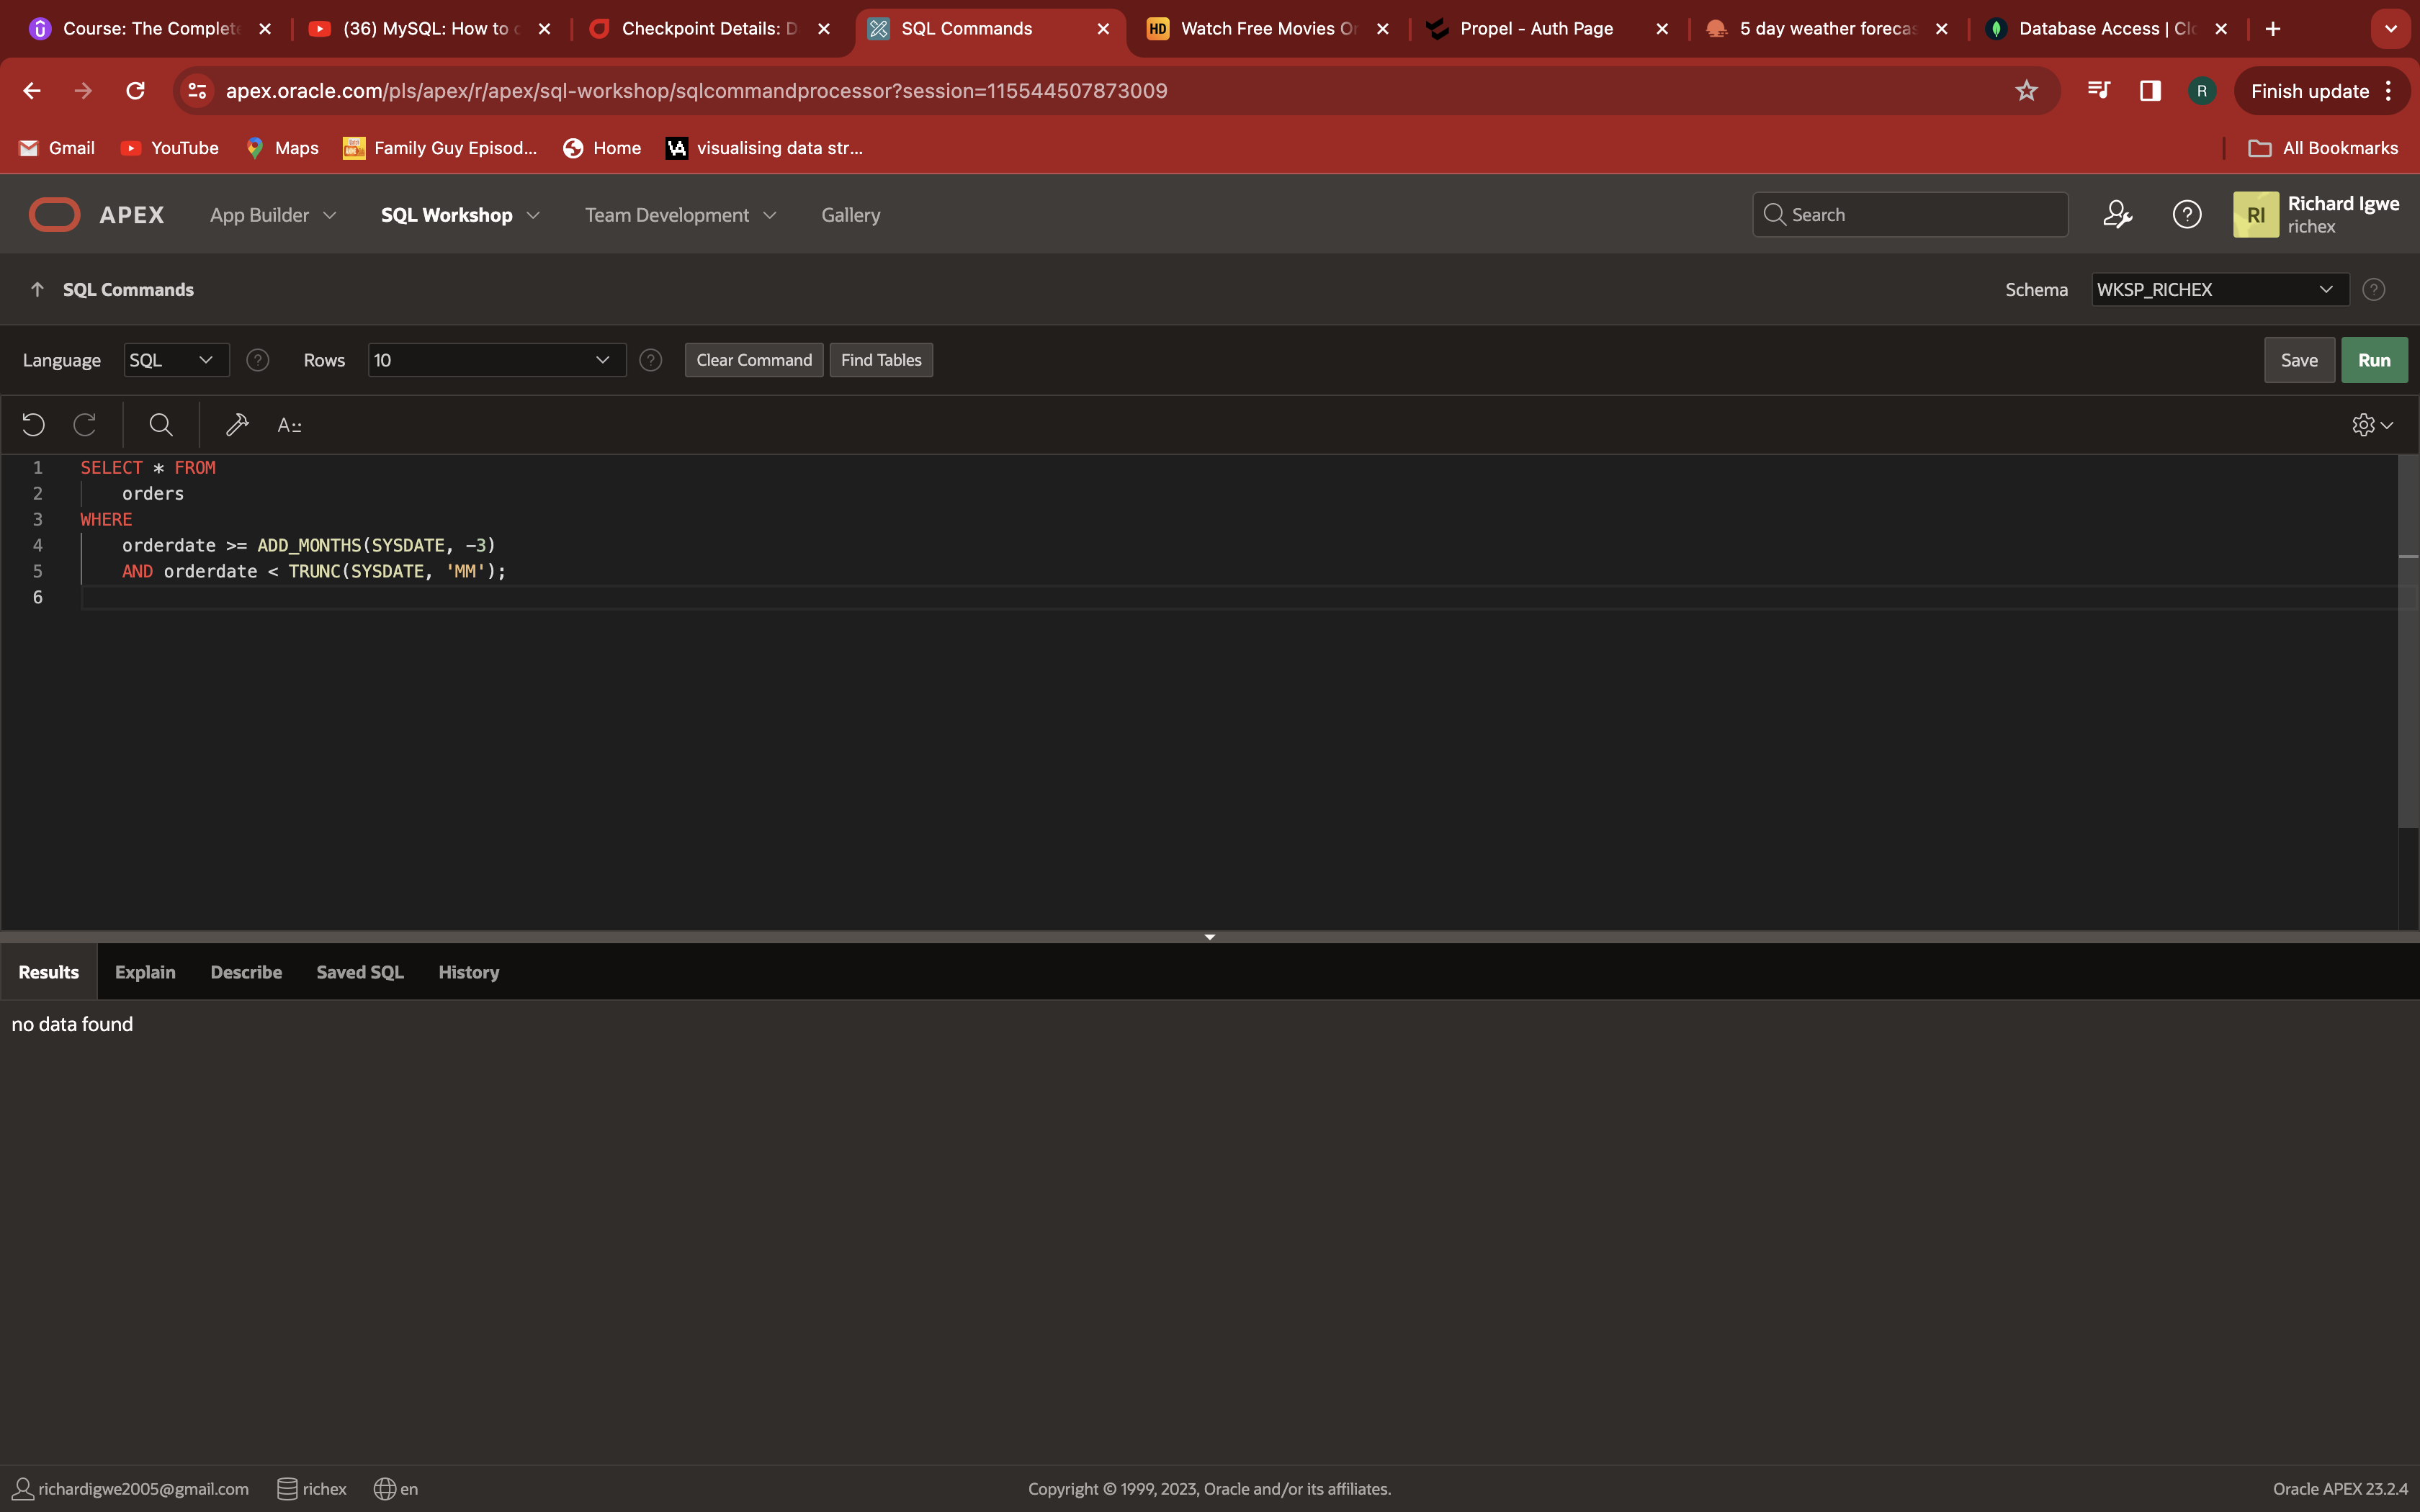 Course: The Complete
(36) MySQL: How to c
Checkpoint Details: D
SQL Commands
HD
Watch Free Movies On
Propel - Auth Page
5 day weather forecas
Database Access | Clo
apex.oracle.com/pls/apex/r/apex/sql-workshop/sqlcommandprocessor?session=115544507873009
R
Finish update
Gmail
YouTube
Maps
Family Guy Episod...
Home
visualising data str...
All Bookmarks
APEX
App Builder
SQL Workshop
Team Development
Gallery
Search
RI
Richard Igwe
richex
SQL Commands
Schema
WKSP_RICHEX
Language
SQL
Rows
10
Clear Command
Find Tables
Save
Run
1 SELECT * FROM
2 orders
3 WHERE
4 orderdate >= ADD_MONTHS(SYSDATE, -3)
5 AND orderdate < TRUNC(SYSDATE, 'MM');
6
Results
Explain
Describe
Saved SQL
History
no data found
richardigwe2005@gmail.com
richex
en
Copyright © 1999, 2023, Oracle and/or its affiliates.
Oracle APEX 23.2.4